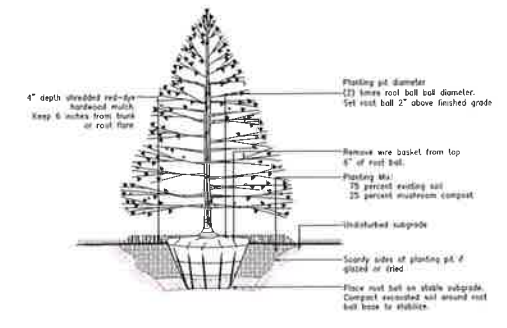 4" depth shredded red-dye
hardwood mulch.
Keep 6 inches from trunk
or root flare
Planting pit diameter
(2) times root ball ball diameter.
Set root ball 2" above finished grade
Remove wire basket from top
6" of root ball.
Planting Mix:
75 percent existing soil
25 percent mushroom compost
Undisturbed subgrade
Scarify sides of planting pit if
glazed or dried
Place root ball on stable subgrade.
Compact excavated soil around root
ball base to stabilize.